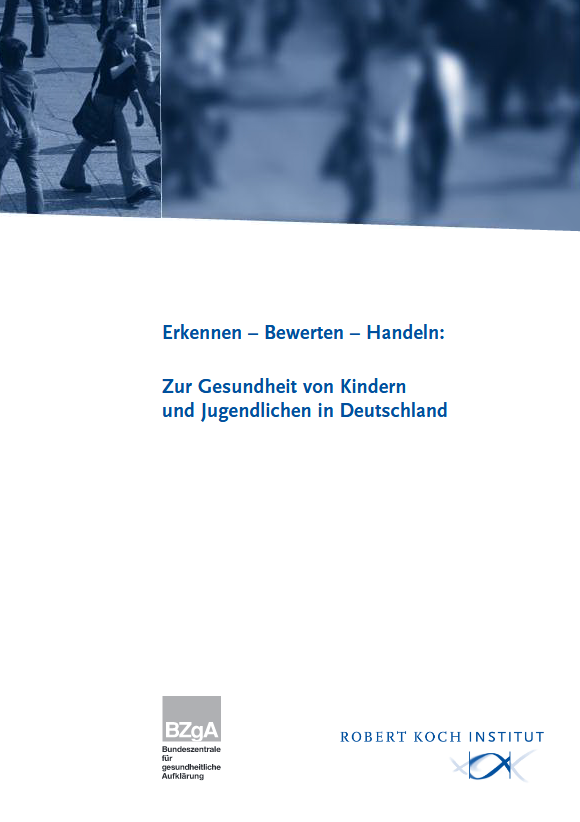 Erkennen – Bewerten – Handeln:
Zur Gesundheit von Kindern
und Jugendlichen in Deutschland
BZgA
Bundeszentrale
für
gesundheitliche
Aufklärung
ROBERT KOCH INSTITUT